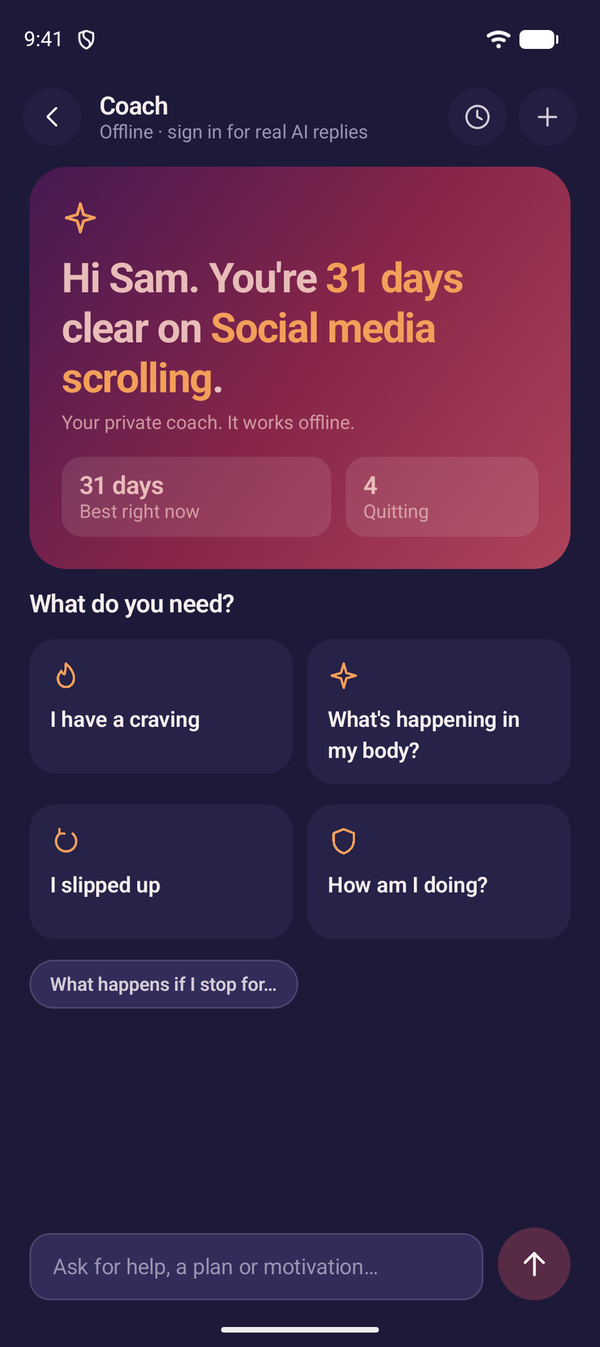 9:41
Coach
Offline · sign in for real AI replies
Hi Sam. You're 31 days
clear on Social media
scrolling.
Your private coach. It works offline.
31 days
Best right now
4
Quitting
What do you need?
I have a craving
What's happening in
my body?
I slipped up
How am I doing?
What happens if I stop for…
Ask for help, a plan or motivation…